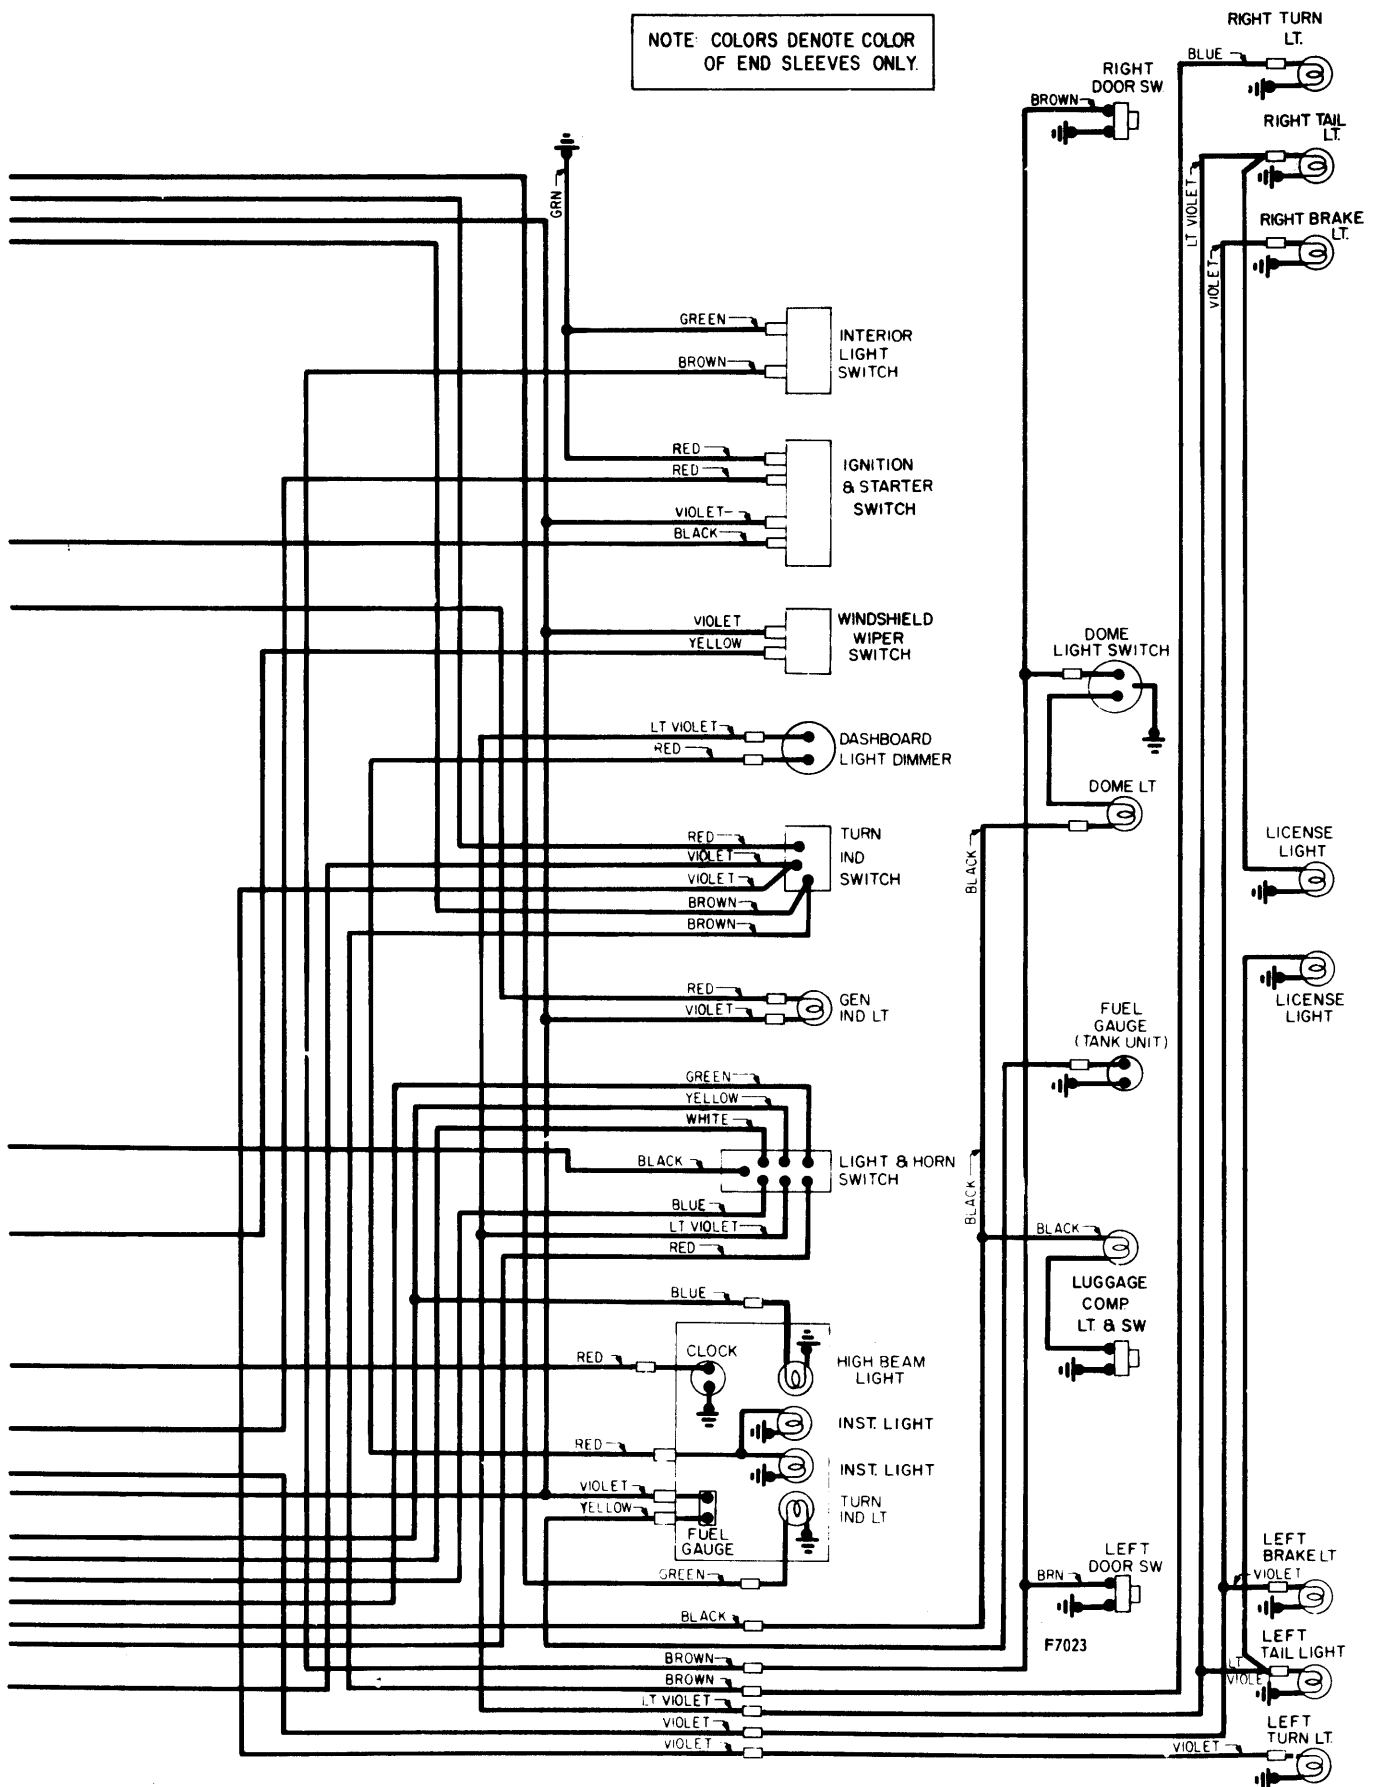 NOTE: COLORS DENOTE COLOR
OF END SLEEVES ONLY.
RIGHT TURN
LT.
BLUE
RIGHT
DOOR SW.
BROWN
RIGHT TAIL
LT.
GRN
LT VIOLET
RIGHT BRAKE
LT.
VIOLET
GREEN
BROWN
INTERIOR
LIGHT
SWITCH
RED
RED
VIOLET
BLACK
IGNITION
& STARTER
SWITCH
VIOLET
YELLOW
WINDSHIELD
WIPER
SWITCH
DOME
LIGHT SWITCH
LT VIOLET
RED
DASHBOARD
LIGHT DIMMER
DOME LT
RED
VIOLET
VIOLET
BROWN
BROWN
TURN
IND
SWITCH
BLACK
LICENSE
LIGHT
RED
VIOLET
GEN
IND LT
LICENSE
LIGHT
FUEL
GAUGE
(TANK UNIT)
GREEN
YELLOW
WHITE
BLACK
LIGHT & HORN
SWITCH
BLUE
LT VIOLET
RED
BLACK
BLACK
LUGGAGE
COMP
LT & SW
BLUE
RED
CLOCK
HIGH BEAM
LIGHT
INST. LIGHT
RED
INST. LIGHT
VIOLET
YELLOW
FUEL
GAUGE
TURN
IND LT
GREEN
LEFT
DOOR SW
BRN
LEFT
BRAKE LT
VIOLET
BLACK
F7023
LEFT
TAIL LIGHT
LT
VIOLE
BROWN
BROWN
LT VIOLET
VIOLET
VIOLET
LEFT
TURN LT.
VIOLET